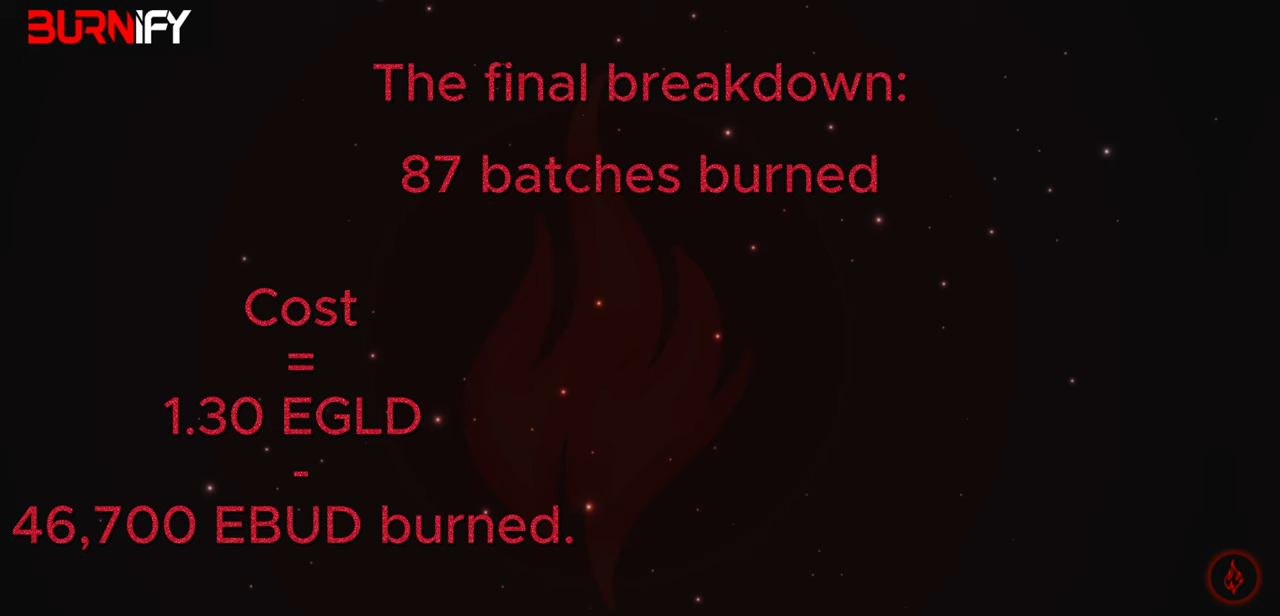 BURNIFY
The final breakdown:
87 batches burned
Cost
=
1.30 EGLD
-
46,700 EBUD burned.